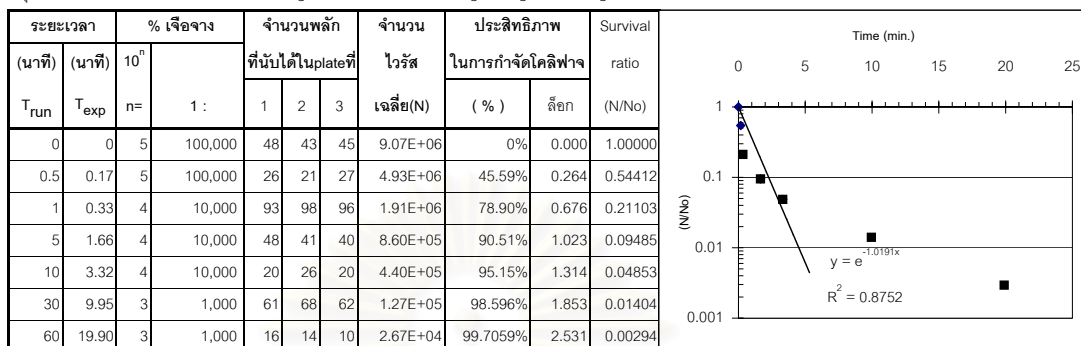 ระยะเวลา % เจือจาง จำนวนพลัก จำนวน ประสิทธิภาพ Survival
(นาที) (นาที) 10^n ที่นับได้ในplateที่ ไวรัส ในการกำจัดโคลิฟาจ ratio
T_run T_exp n= 1 : 1 2 3 เฉลี่ย(N) ( % ) ล็อก (N/No)
0 0 5 100,000 48 43 45 9.07E+06 0% 0.000 1.00000
0.5 0.17 5 100,000 26 21 27 4.93E+06 45.59% 0.264 0.54412
1 0.33 4 10,000 93 98 96 1.91E+06 78.90% 0.676 0.21103
5 1.66 4 10,000 48 41 40 8.60E+05 90.51% 1.023 0.09485
10 3.32 4 10,000 20 26 20 4.40E+05 95.15% 1.314 0.04853
30 9.95 3 1,000 61 68 62 1.27E+05 98.596% 1.853 0.01404
60 19.90 3 1,000 16 14 10 2.67E+04 99.7059% 2.531 0.00294
Time (min.)
0 5 10 15 20 25
1
0.1
0.01
0.001
(N/No)
y = e^-1.0191x
R^2 = 0.8752